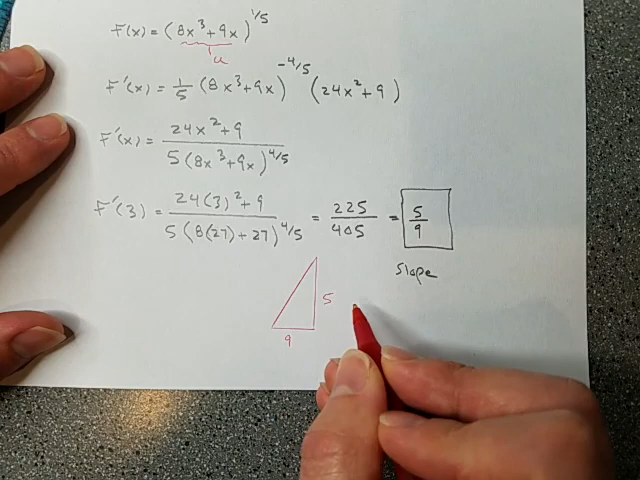 F(x) = (8x³+9x)^1/5
u
F'(x) = 1/5 (8x³+9x)^-4/5 (24x²+9)
F'(x) = 24x²+9 / 5(8x³+9x)^4/5
F'(3) = 24(3)²+9 / 5(8(27)+27)^4/5 = 225/405 = 5/9
slope
5
9